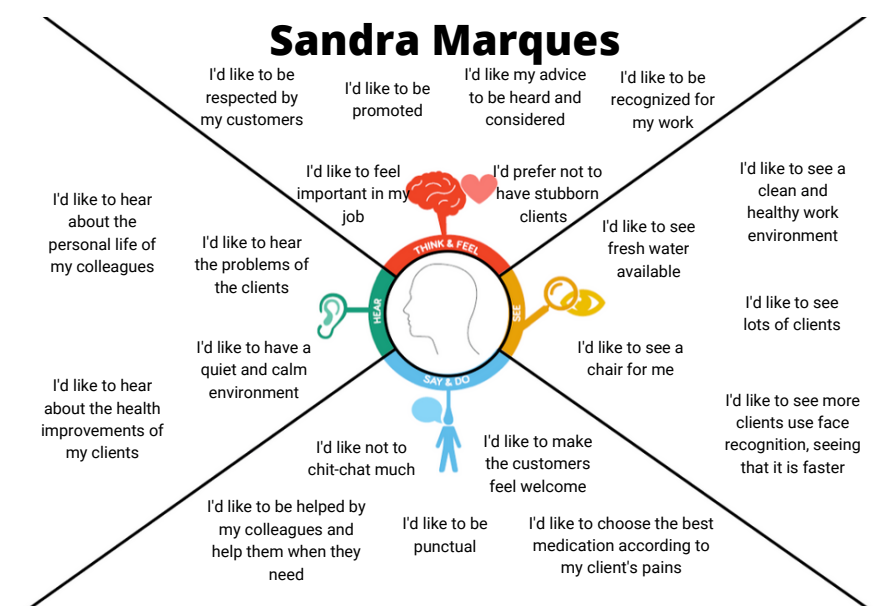 Sandra Marques
I'd like to be
respected by
my customers
I'd like to be
promoted
I'd like my advice
to be heard and
considered
I'd like to be
recognized for
my work
I'd like to feel
important in my
job
I'd prefer not to
have stubborn
clients
THINK & FEEL
I'd like to hear
about the
personal life of
my colleagues
I'd like to hear
the problems of
the clients
HEAR
I'd like to have a
quiet and calm
environment
I'd like to hear
about the health
improvements of
my clients
I'd like to see
fresh water
available
I'd like to see a
clean and
healthy work
environment
SEE
I'd like to see
lots of clients
I'd like to see a
chair for me
I'd like to see more
clients use face
recognition, seeing
that it is faster
SAY & DO
I'd like not to
chit-chat much
I'd like to make
the customers
feel welcome
I'd like to be helped by
my colleagues and
help them when they
need
I'd like to be
punctual
I'd like to choose the best
medication according to
my client's pains